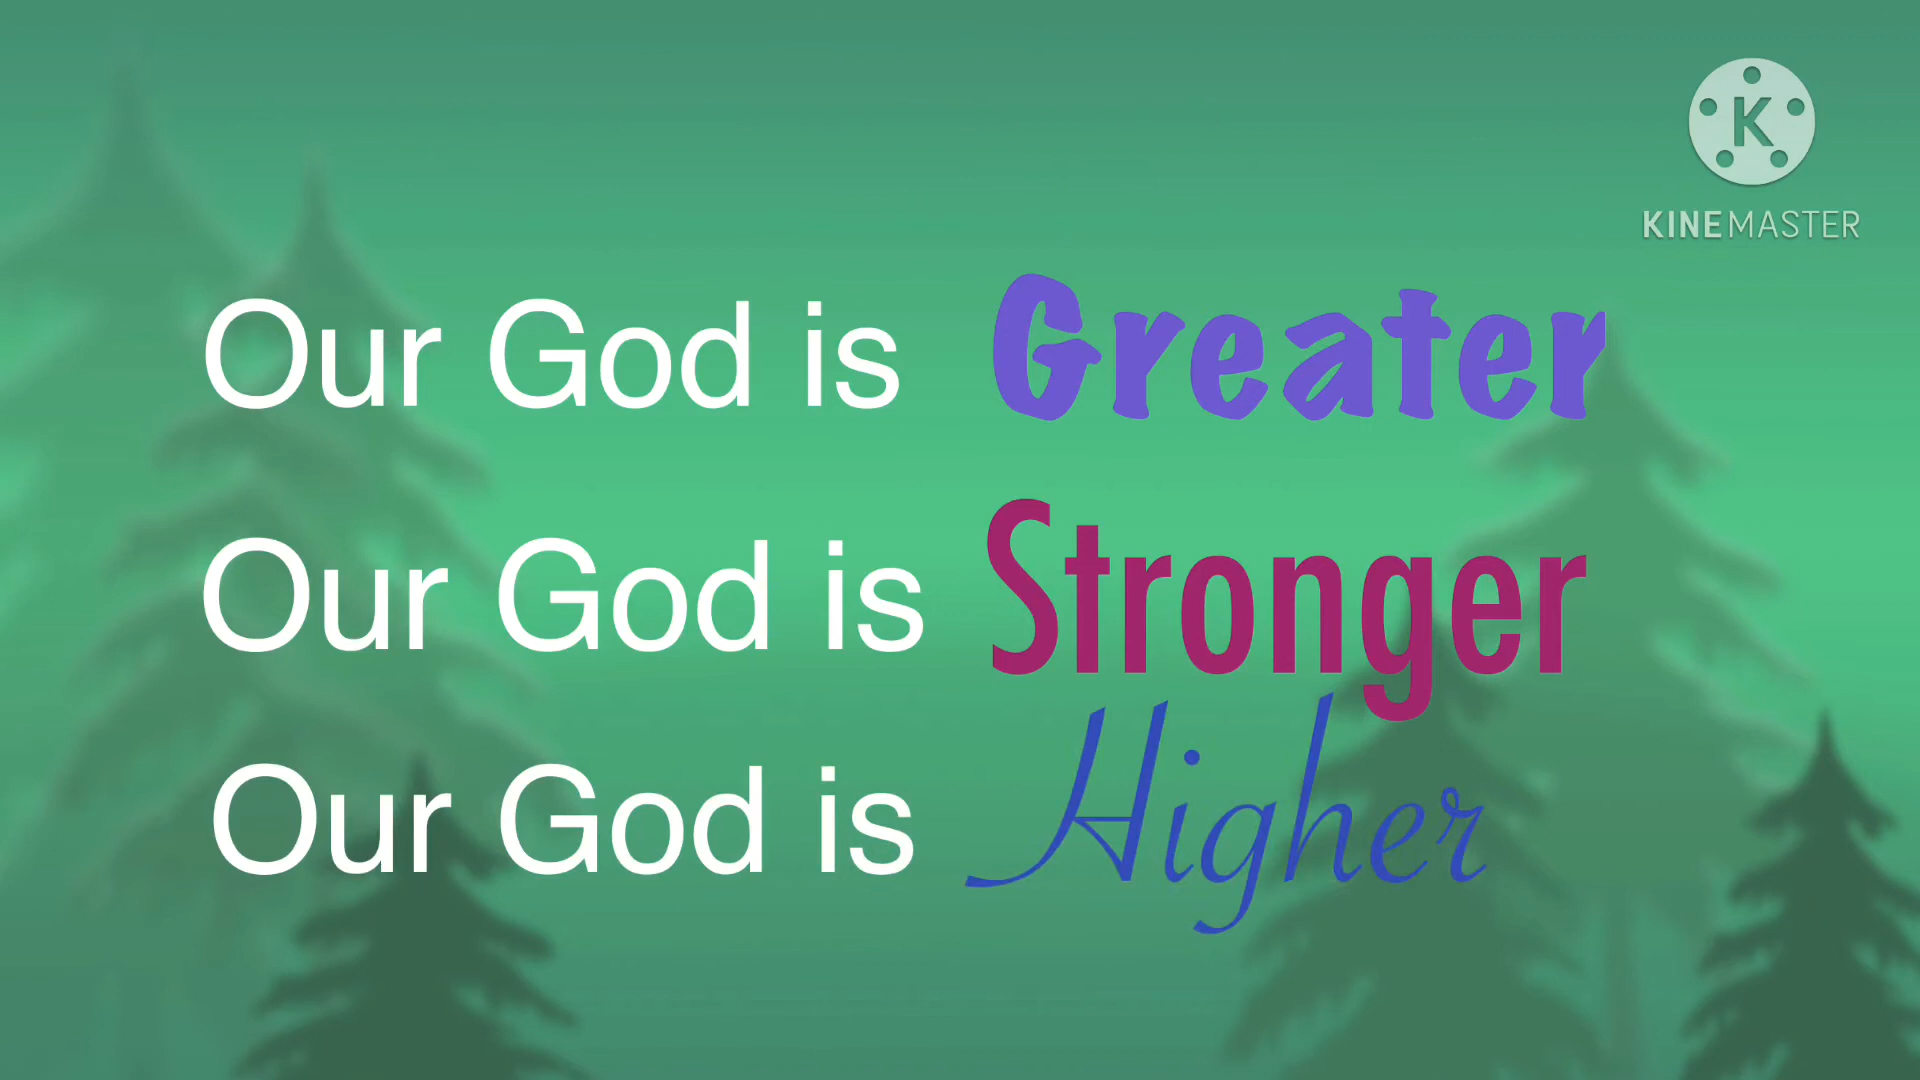 K
KINEMASTER
Our God is Greater
Our God is Stronger
Our God is Higher